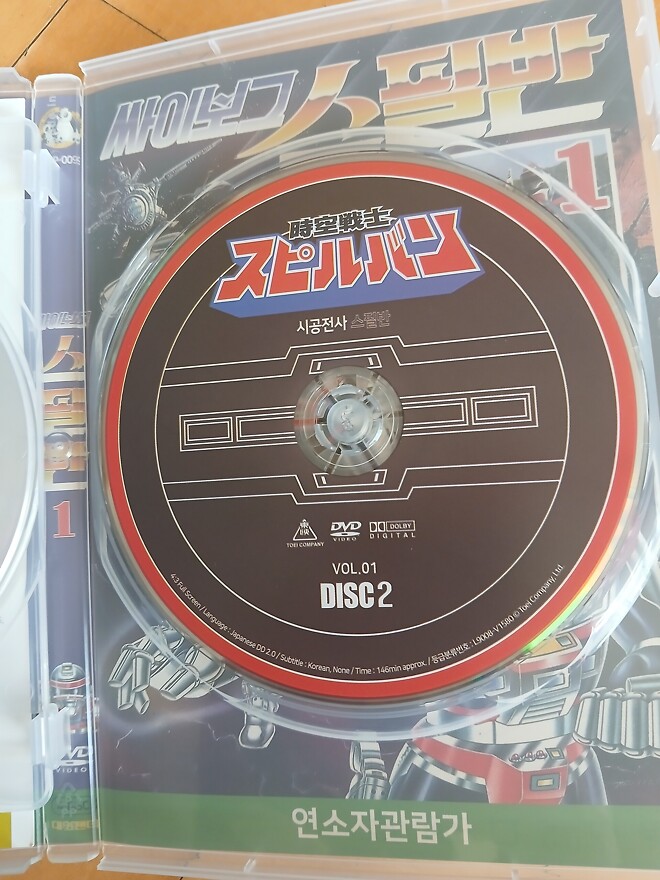 싸이보그 스필반
1
時空戦士
スピルバン
시공전사 스필반
TOEI COMPANY
DVD
VIDEO
DOLBY
DIGITAL
VOL.01
DISC 2
4:3 Full Screen / Language : Japanese DD 2.0 / Subtitle : Korean, None / Time : 146min approx. / 등급분류번호 : L9008-V1580 © Toei Company, Ltd.
스필반
1
DVD
VIDEO
연소자관람가